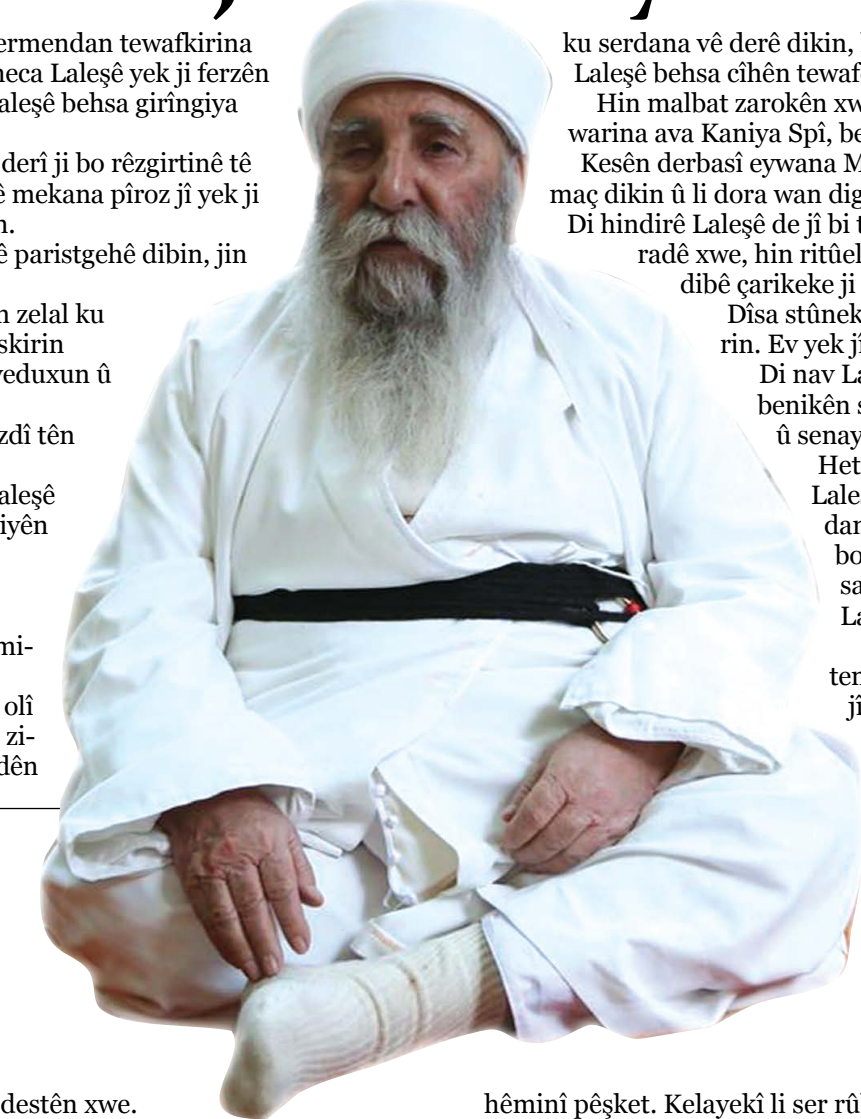 ermendan tewafkirina
heca Laleşê yek ji ferzên
aleşê behsa girîngiya
derî ji bo rêzgirtinê tê
ê mekana pîroz jî yek ji
n.
ê paristgehê dibin, jin
n zelal ku
skirin
veduxun û
zdî tên
aleşê
iyên
mi-
olî
zi-
dên
destên xwe.
ku serdana vê derê dikin,
Laleşê behsa cîhên tewaf
Hin malbat zarokên xw
warina ava Kaniya Spî, be
Kesên derbasî eywana M
maç dikin û li dora wan dig
Di hindirê Laleşê de jî bi t
radê xwe, hin ritûel
dibê çarikeke ji
Dîsa stûnek
rin. Ev yek jî
Di nav La
benikên s
û senay
Het
Lale
dar
bo
sa
La
ten
jî
hêminî pêşket. Kelayekî li ser rû